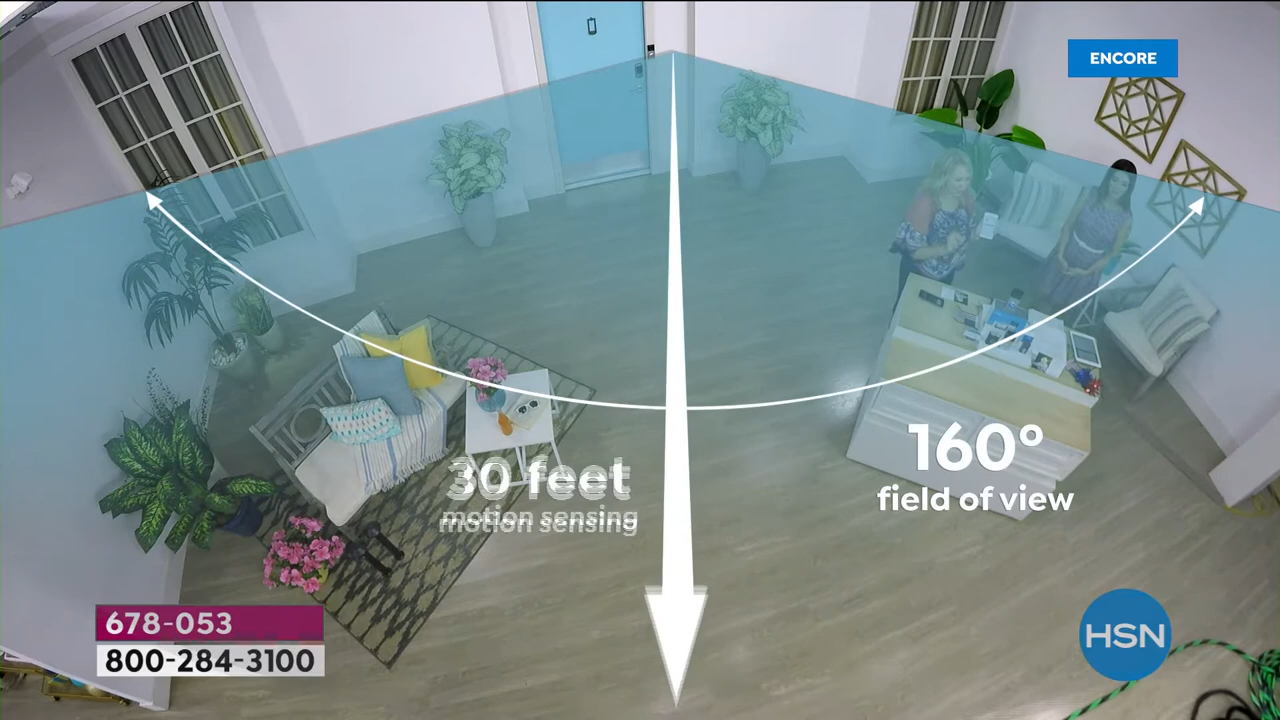 ENCORE
30 feet
motion sensing
160°
field of view
678-053
800-284-3100
HSN